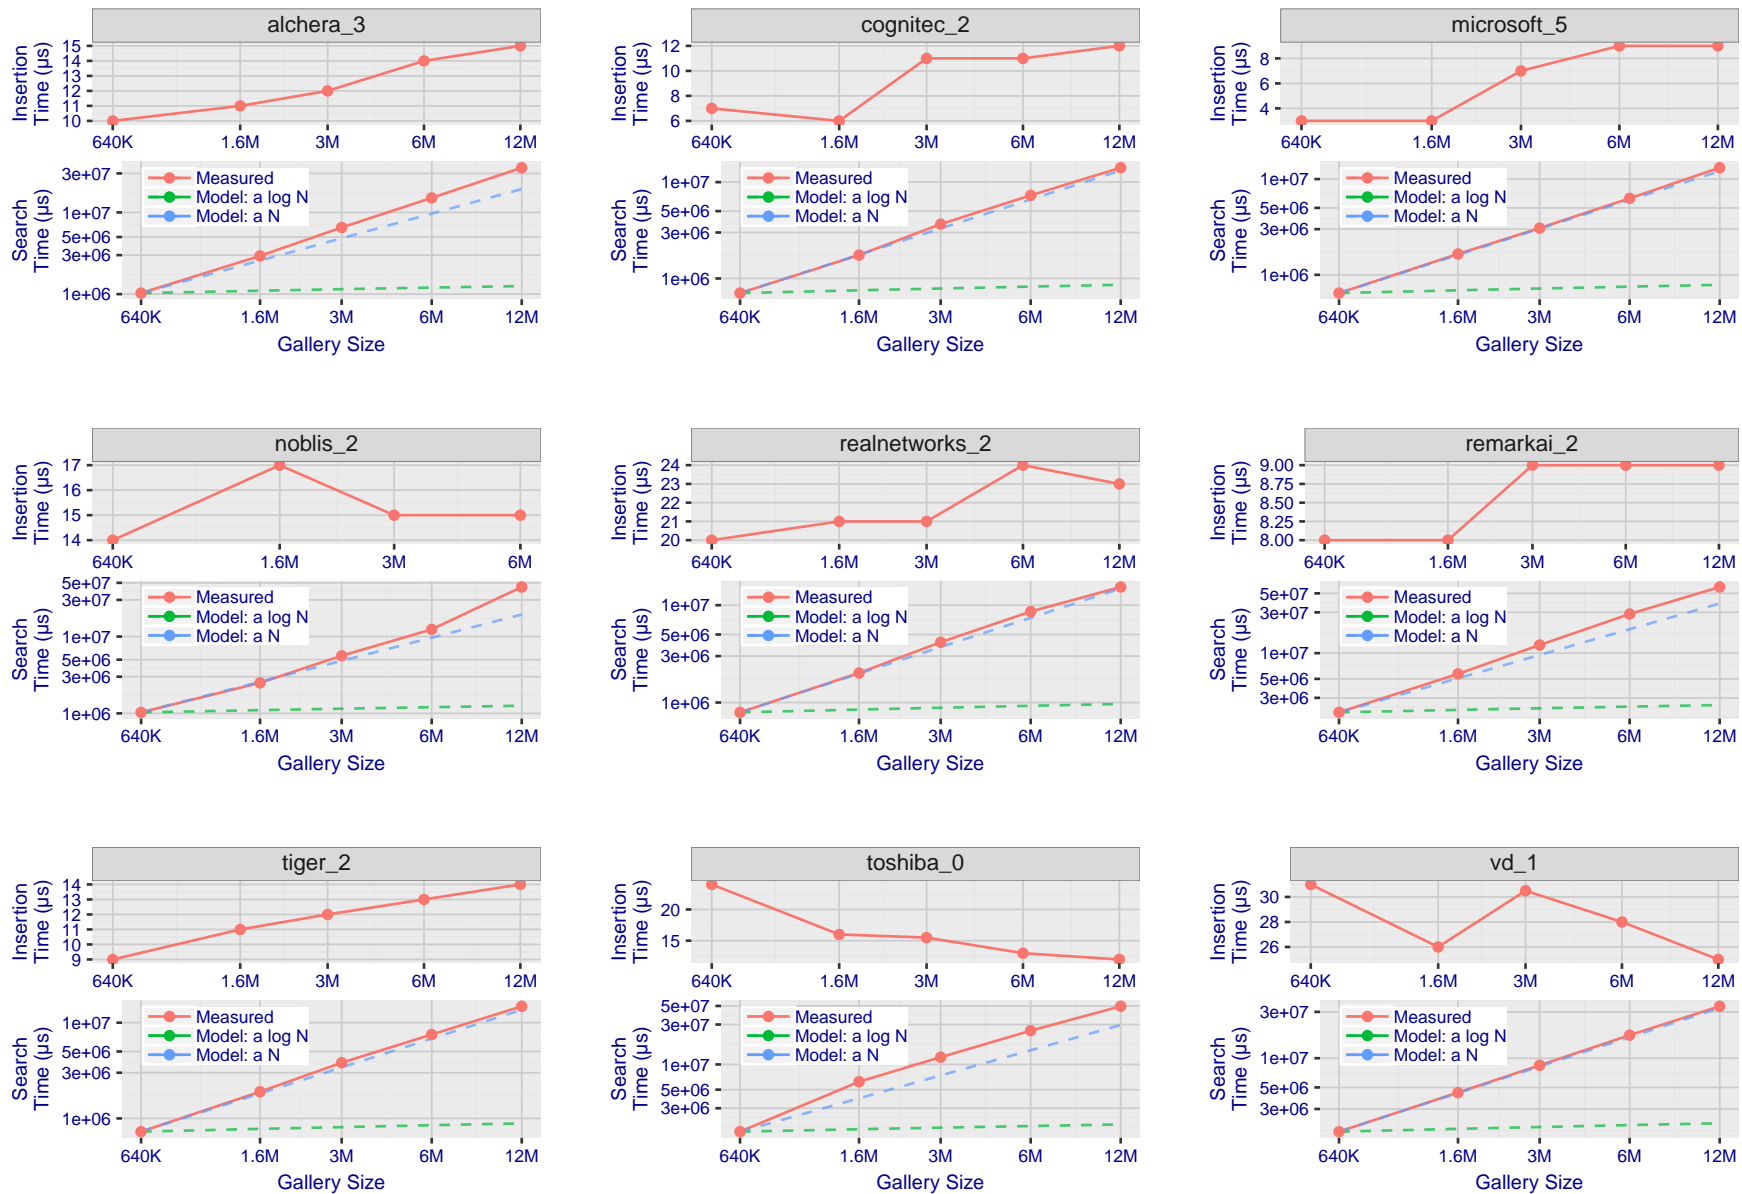 alchera_3
Insertion
Time (µs)
15
14
13
12
11
10
640K 1.6M 3M 6M 12M
Search
Time (µs)
3e+07
1e+07
5e+06
3e+06
1e+06
Measured
Model: a log N
Model: a N
640K 1.6M 3M 6M 12M
Gallery Size
cognitec_2
Insertion
Time (µs)
12
10
8
6
640K 1.6M 3M 6M 12M
Search
Time (µs)
1e+07
5e+06
3e+06
1e+06
Measured
Model: a log N
Model: a N
640K 1.6M 3M 6M 12M
Gallery Size
microsoft_5
Insertion
Time (µs)
8
6
4
640K 1.6M 3M 6M 12M
Search
Time (µs)
1e+07
5e+06
3e+06
1e+06
Measured
Model: a log N
Model: a N
640K 1.6M 3M 6M 12M
Gallery Size
noblis_2
Insertion
Time (µs)
17
16
15
14
640K 1.6M 3M 6M
Search
Time (µs)
5e+07
3e+07
1e+07
5e+06
3e+06
1e+06
Measured
Model: a log N
Model: a N
640K 1.6M 3M 6M 12M
Gallery Size
realnetworks_2
Insertion
Time (µs)
24
23
22
21
20
640K 1.6M 3M 6M 12M
Search
Time (µs)
1e+07
5e+06
3e+06
1e+06
Measured
Model: a log N
Model: a N
640K 1.6M 3M 6M 12M
Gallery Size
remarkai_2
Insertion
Time (µs)
9.00
8.75
8.50
8.25
8.00
640K 1.6M 3M 6M 12M
Search
Time (µs)
5e+07
3e+07
1e+07
5e+06
3e+06
Measured
Model: a log N
Model: a N
640K 1.6M 3M 6M 12M
Gallery Size
tiger_2
Insertion
Time (µs)
14
13
12
11
10
9
640K 1.6M 3M 6M 12M
Search
Time (µs)
1e+07
5e+06
3e+06
1e+06
Measured
Model: a log N
Model: a N
640K 1.6M 3M 6M 12M
Gallery Size
toshiba_0
Insertion
Time (µs)
20
15
640K 1.6M 3M 6M 12M
Search
Time (µs)
5e+07
3e+07
1e+07
5e+06
3e+06
Measured
Model: a log N
Model: a N
640K 1.6M 3M 6M 12M
Gallery Size
vd_1
Insertion
Time (µs)
30
28
26
640K 1.6M 3M 6M 12M
Search
Time (µs)
3e+07
1e+07
5e+06
3e+06
Measured
Model: a log N
Model: a N
640K 1.6M 3M 6M 12M
Gallery Size